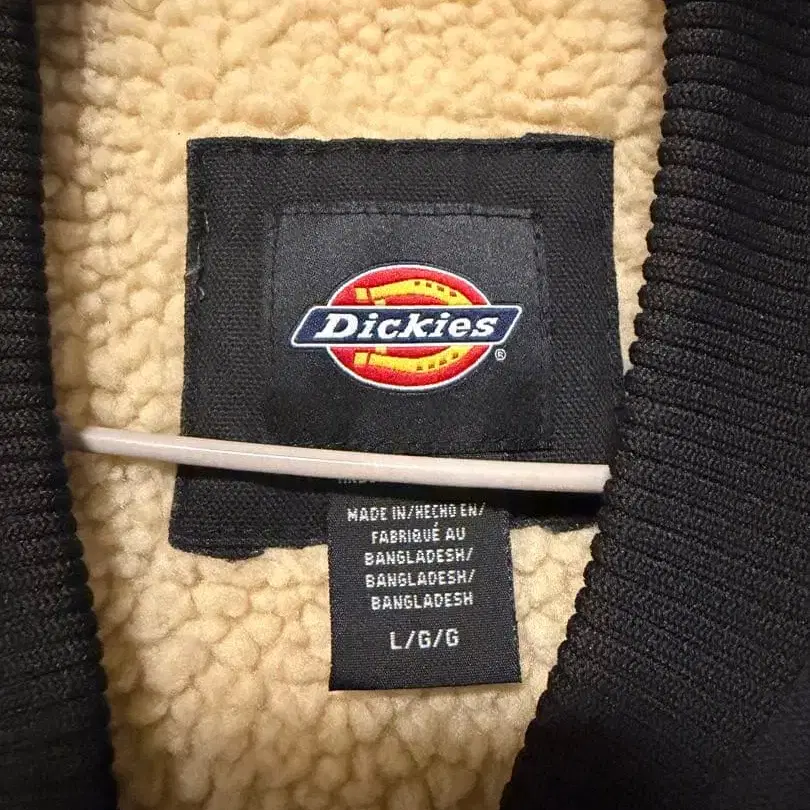 Dickies
®
MADE IN/HECHO EN/
FABRIQUÉ AU
BANGLADESH/
BANGLADESH/
BANGLADESH
L/G/G